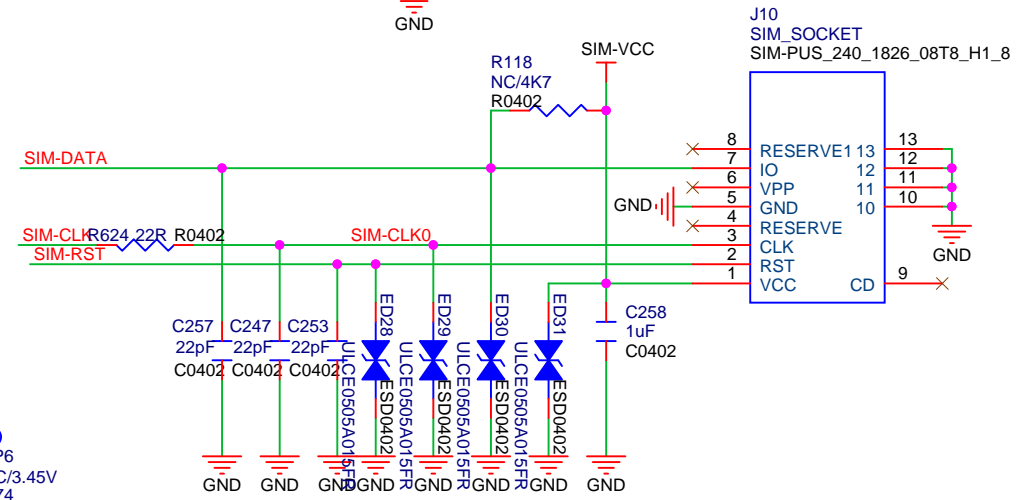 GND
J10
SIM_SOCKET
SIM-PUS_240_1826_08T8_H1_8
SIM-VCC
R118
NC/4K7
R0402
SIM-DATA
8 RESERVE1 13 13
7 IO 12 12
6 VPP 11 11
GND 5 GND 10 10
4 RESERVE
GND
SIM-CLK R624 22R R0402 SIM-CLK0 3 CLK
SIM-RST 2 RST
1 VCC CD 9
C257 C247 C253
22pF 22pF 22pF
C0402 C0402 C0402
ED28
ULCE0505A015FR
ESD0402
ED29
ULCE0505A015FR
ESD0402
ED30
ULCE0505A015FR
ESD0402
ED31
ULCE0505A015FR
ESD0402
C258
1uF
C0402
GND GND GND GND GND GND GND GND
P6
C/3.45V
74